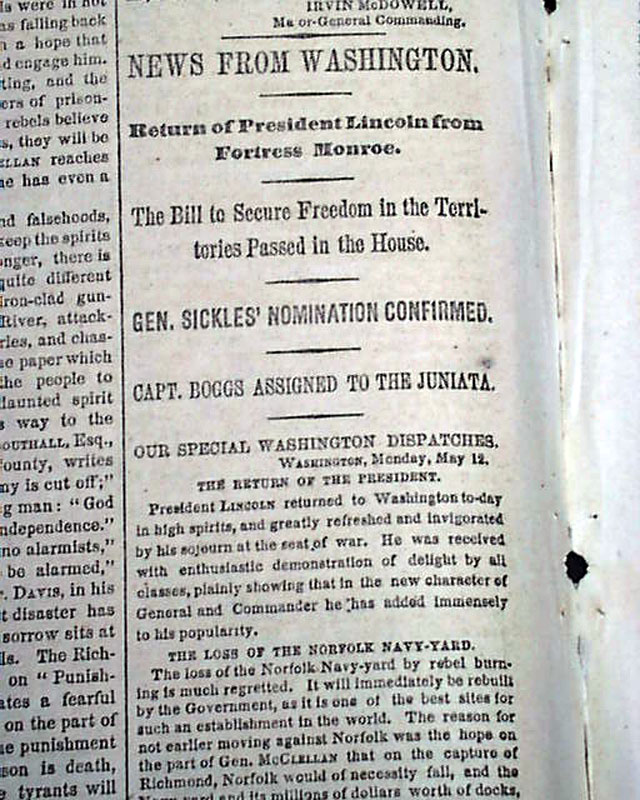 ls were in not
as falling back
n a hope that
d engage him.
ting, and the
ers of prison-
rebels believe
s, they will be
ELLAN reaches
he has even a
nd falsehoods,
keep the spirits
onger, there is
quite different
iron-clad gun-
River, attack-
ries, and chas-
e paper which
the people to
daunted spirit
s way to the
OUTHALL, Esq.,
County, writes
my is cut off;"
g man: "God
ndependence."
no alarmists,"
be alarmed,"
. DAVIS, in his
t disaster has
sorrow sits at
ls. The Rich-
on "Punish-
ates a fearful
on the part of
he punishment
son is death,
e tyrants will
IRVIN McDOWELL,
Major-General Commanding.
NEWS FROM WASHINGTON.
Return of President Lincoln from
Fortress Monroe.
The Bill to Secure Freedom in the Terri-
tories Passed in the House.
GEN. SICKLES' NOMINATION CONFIRMED.
CAPT. BOGGS ASSIGNED TO THE JUNIATA.
OUR SPECIAL WASHINGTON DISPATCHES.
WASHINGTON, Monday, May 12.
THE RETURN OF THE PRESIDENT.
President LINCOLN returned to Washington to-day
in high spirits, and greatly refreshed and invigorated
by his sojourn at the seat of war. He was received
with enthusiastic demonstration of delight by all
classes, plainly showing that in the new character of
General and Commander he has added immensely
to his popularity.
THE LOSS OF THE NORFOLK NAVY-YARD.
The loss of the Norfolk Navy-yard by rebel burn-
ing is much regretted. It will immediately be rebuilt
by the Government, as it is one of the best sites for
such an establishment in the world. The reason for
not earlier moving against Norfolk was the hope on
the part of Gen. McCLELLAN that on the capture of
Richmond, Norfolk would of necessity fall, and the
Navy-yard and its millions of dollars worth of docks,